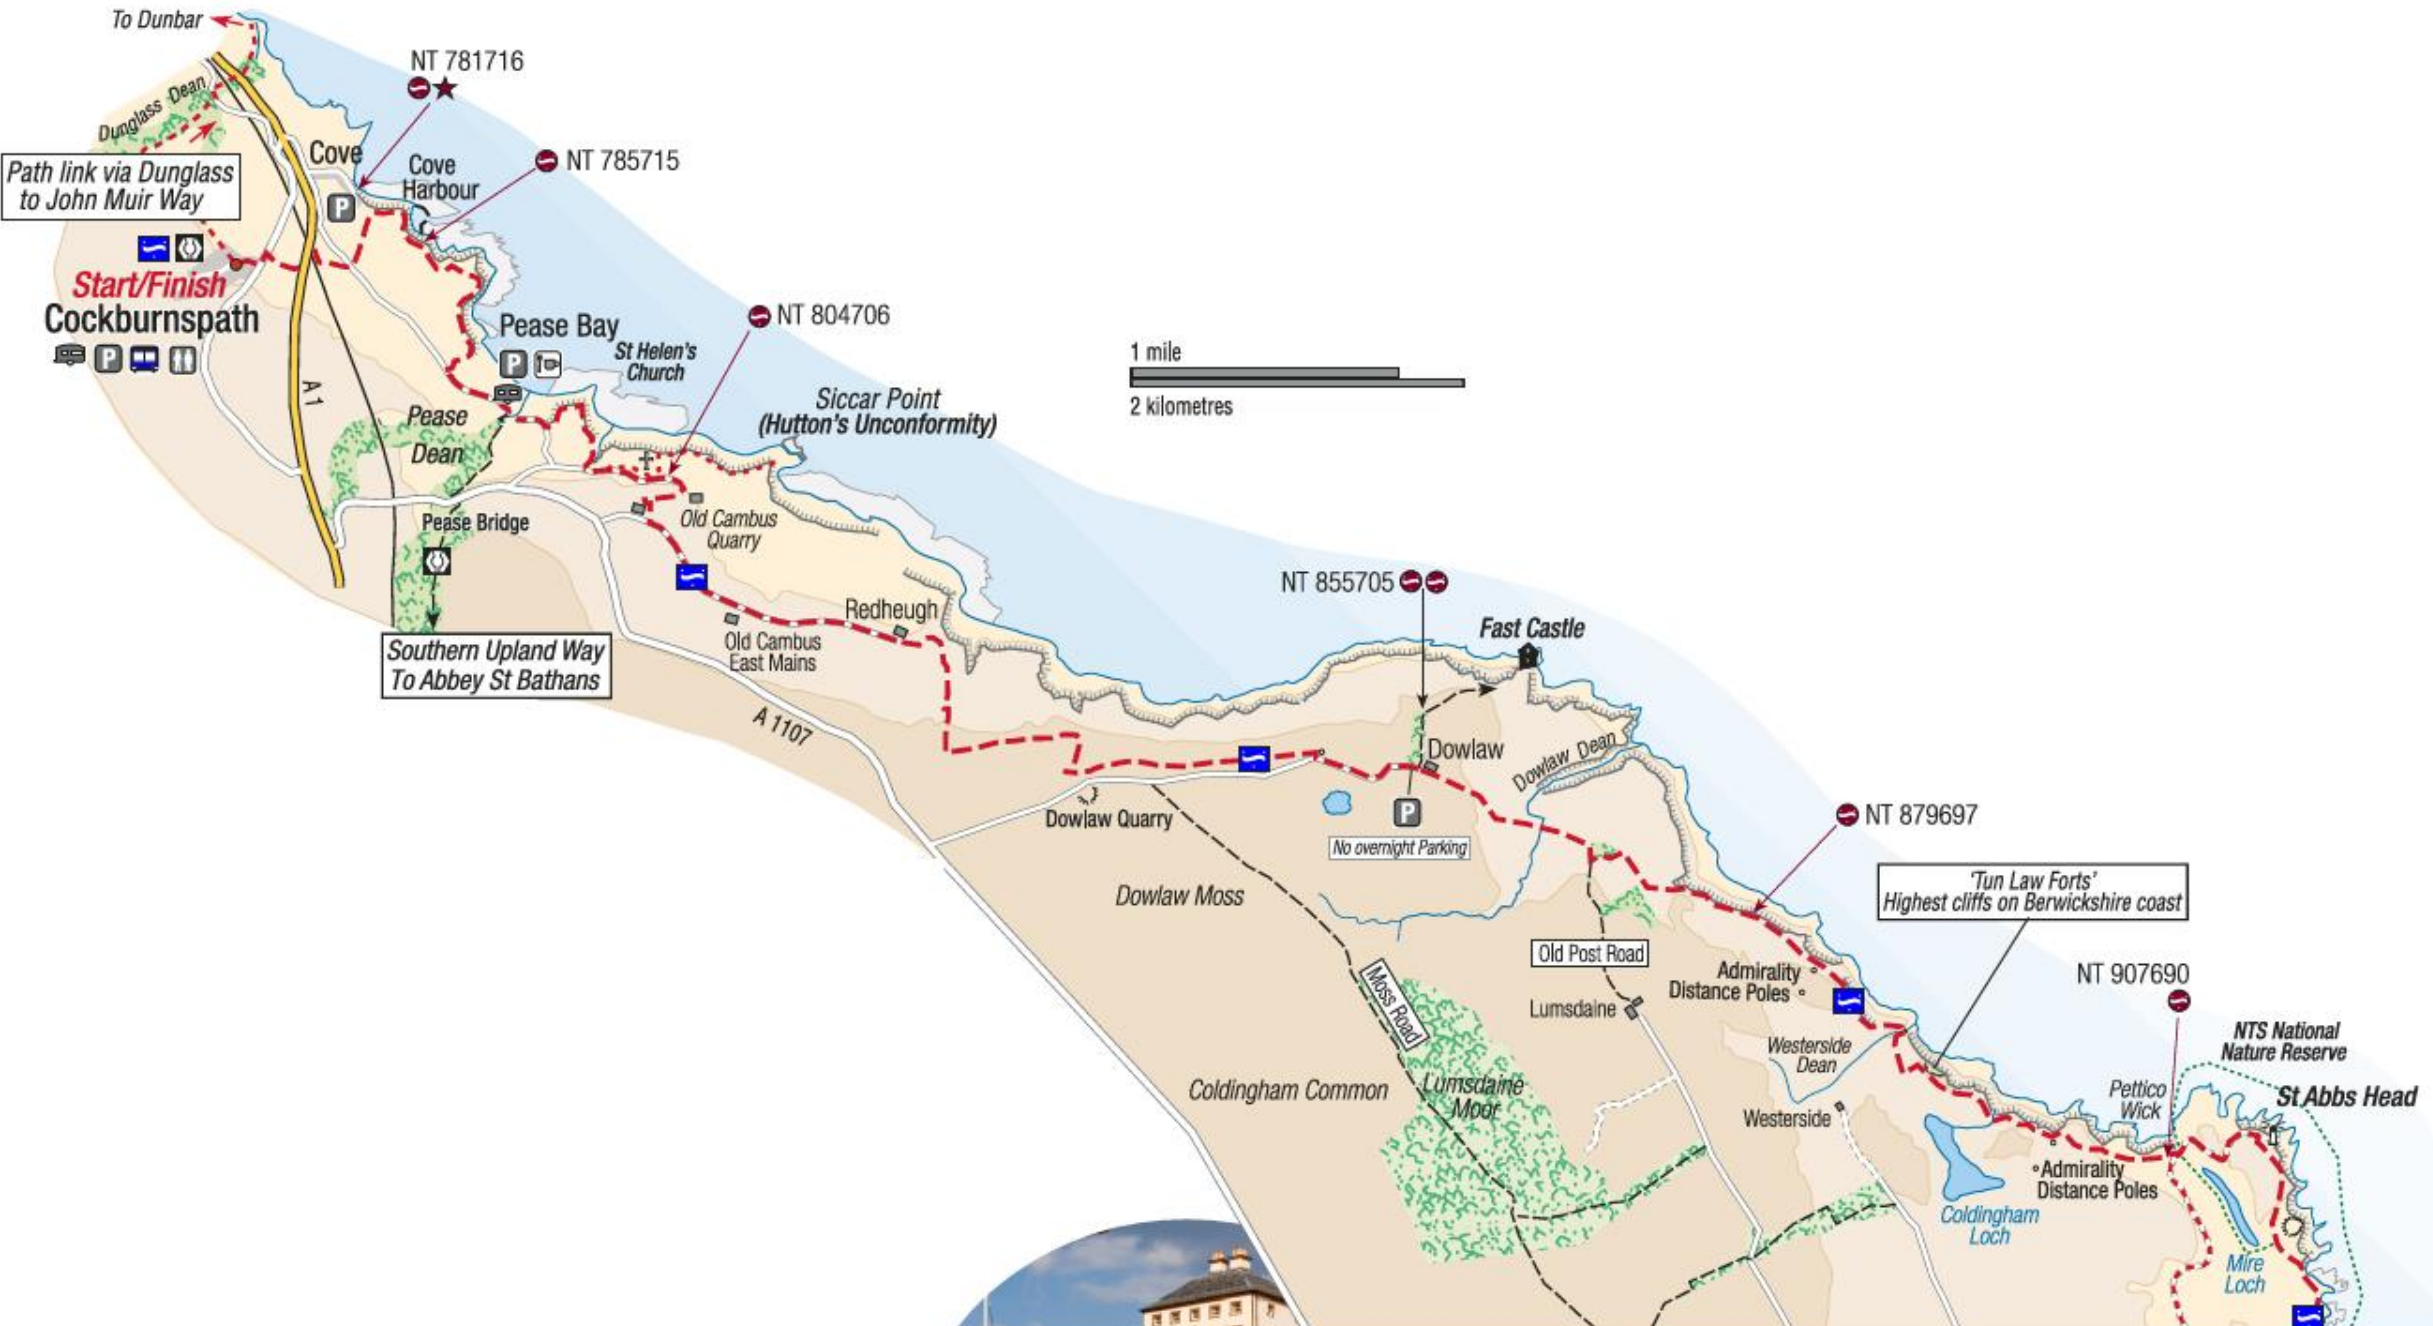 To Dunbar
NT 781716
Dunglass Dean
Cove
Cove
Harbour
NT 785715
Path link via Dunglass
to John Muir Way
P
Start/Finish
Cockburnspath
P
A1
Pease Bay
P
St Helen's
Church
NT 804706
Siccar Point
(Hutton's Unconformity)
1 mile
2 kilometres
Pease
Dean
Pease Bridge
Old Cambus
Quarry
Redheugh
Old Cambus
East Mains
Southern Upland Way
To Abbey St Bathans
A 1107
NT 855705
Fast Castle
Dowlaw
Dowlaw Dean
P
No overnight Parking
Dowlaw Quarry
Dowlaw Moss
NT 879697
'Tun Law Forts'
Highest cliffs on Berwickshire coast
Old Post Road
Moss Road
Admirality
Distance Poles
Lumsdaine
NT 907690
NTS National
Nature Reserve
St Abbs Head
Westerside
Dean
Westerside
Pettico
Wick
Coldingham Common
Lumsdaine
Moor
Admirality
Distance Poles
Coldingham
Loch
Mire
Loch